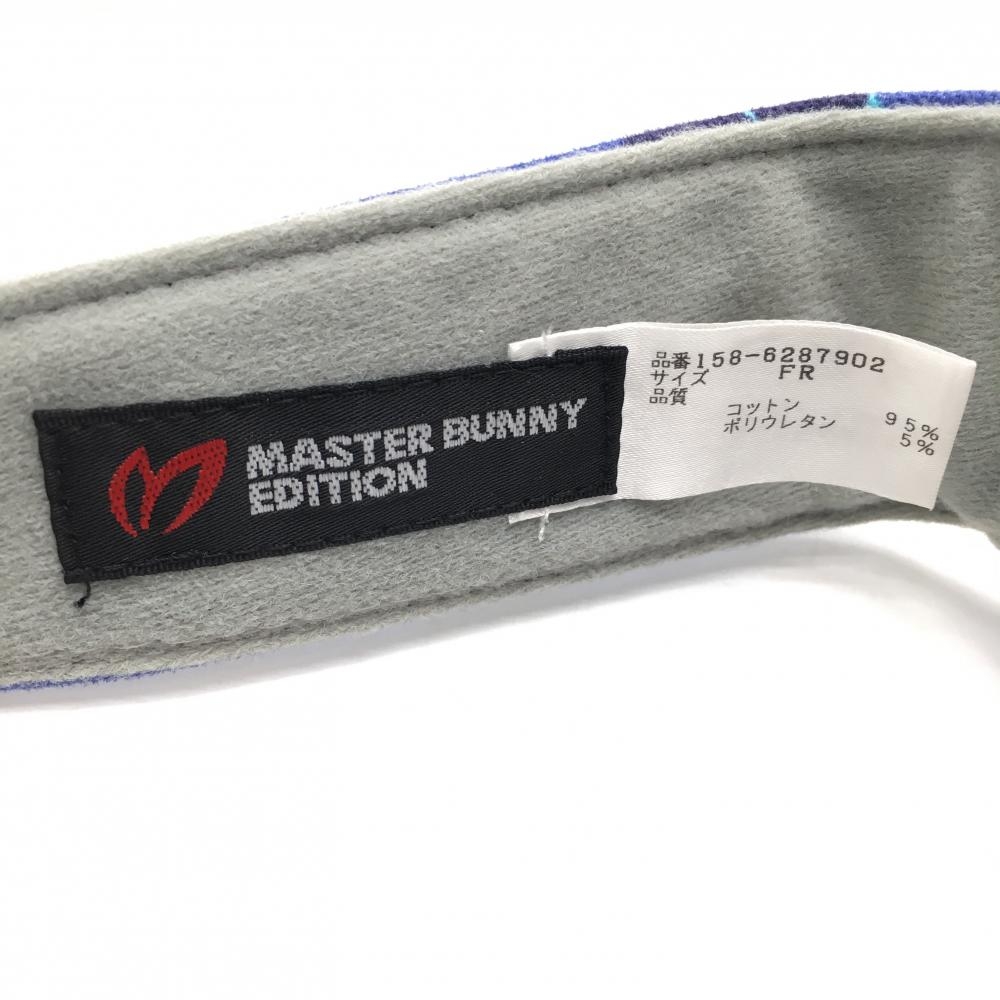 MASTER BUNNY
EDITION
品番158-6287902
サイズ FR
品質
コットン 95%
ポリウレタン 5%